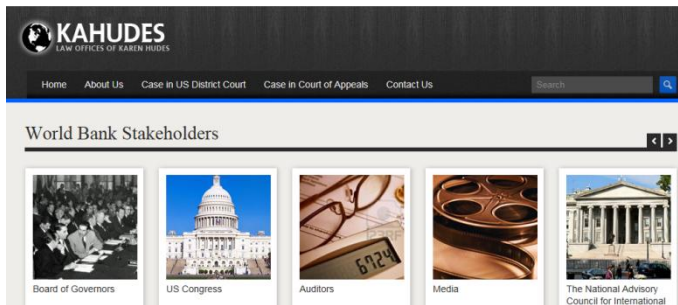 KAHUDES
LAW OFFICES OF KAREN HUDES
Home About Us Case in US District Court Case in Court of Appeals Contact Us Search
World Bank Stakeholders
6724
Board of Governors US Congress Auditors Media The National Advisory
Council for International